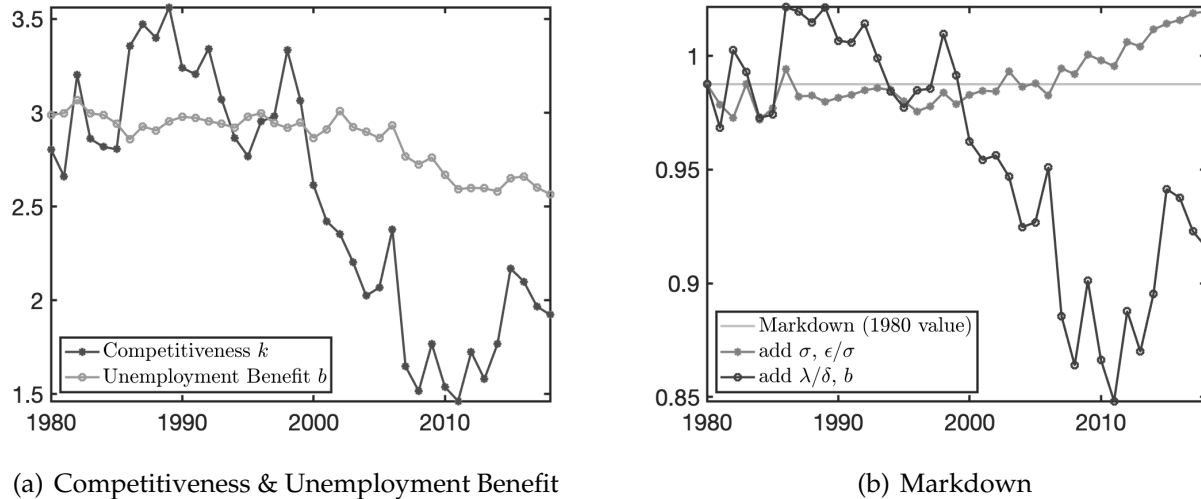 3.5
3
2.5
2
1.5
1980
1990
2000
2010
Competitiveness k
Unemployment Benefit b
(a) Competitiveness & Unemployment Benefit
1
0.95
0.9
0.85
1980
1990
2000
2010
Markdown (1980 value)
add σ, ϵ/σ
add λ/δ, b
(b) Markdown